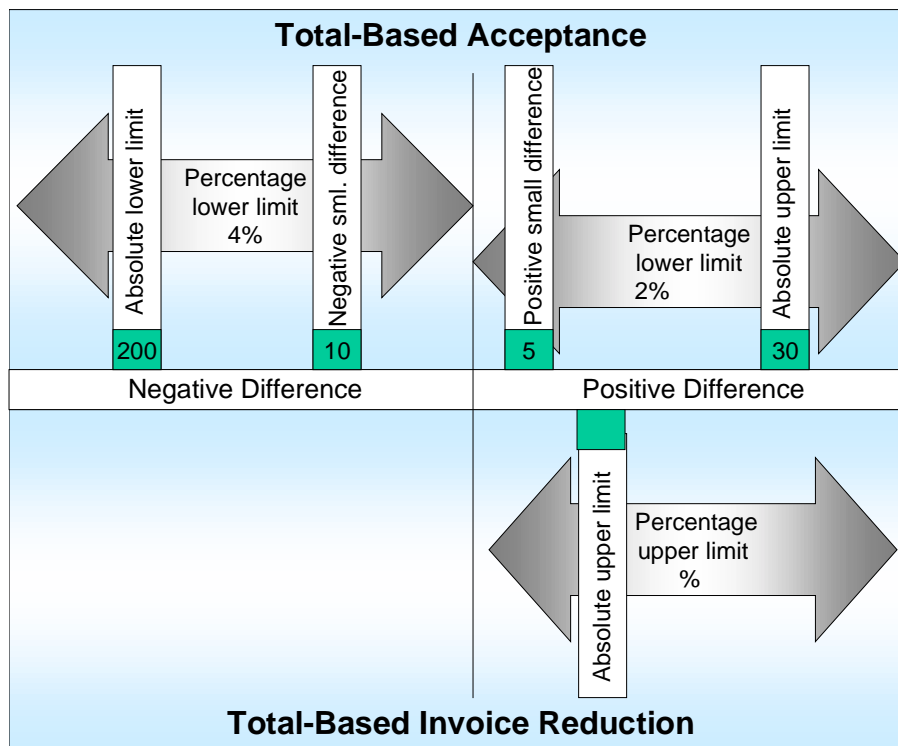 Total-Based Acceptance
Absolute lower limit
200
Percentage
lower limit
4%
Negative sml. difference
10
Positive small difference
5
Percentage
lower limit
2%
Absolute upper limit
30
Negative Difference
Positive Difference
Absolute upper limit
Percentage
upper limit
%
Total-Based Invoice Reduction